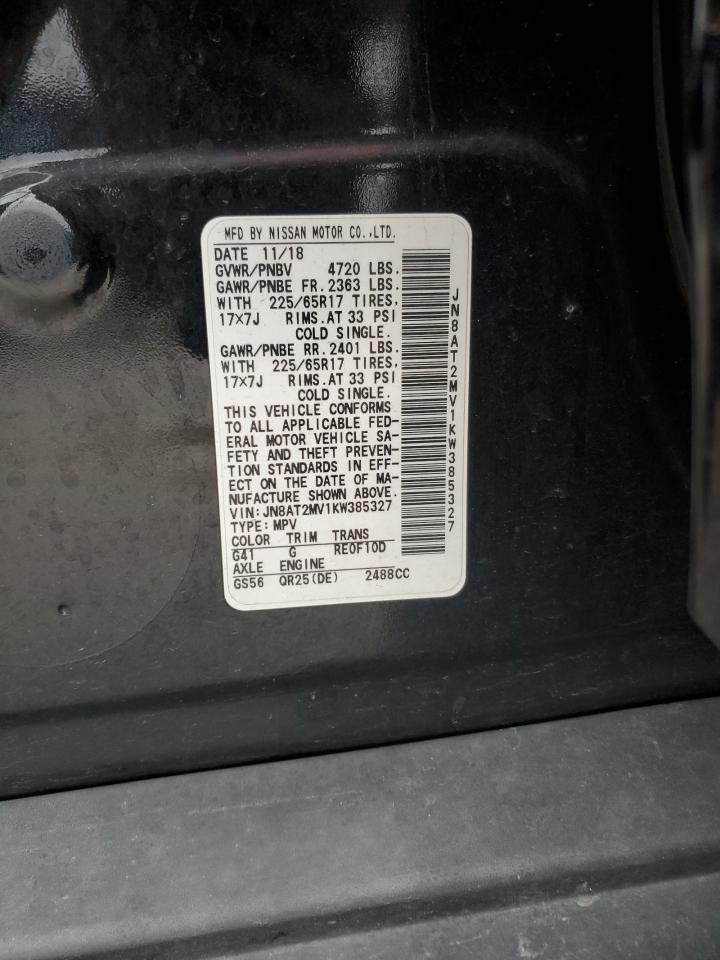 MFD BY NISSAN MOTOR CO.,LTD.
DATE 11/18
GVWR/PNBV 4720 LBS.
GAWR/PNBE FR. 2363 LBS.
WITH 225/65R17 TIRES,
17×7J RIMS. AT 33 PSI
COLD SINGLE.
GAWR/PNBE RR. 2401 LBS.
WITH 225/65R17 TIRES,
17×7J RIMS. AT 33 PSI
COLD SINGLE.
THIS VEHICLE CONFORMS
TO ALL APPLICABLE FED-
ERAL MOTOR VEHICLE SA-
FETY AND THEFT PREVEN-
TION STANDARDS IN EFF-
ECT ON THE DATE OF MA-
NUFACTURE SHOWN ABOVE.
VIN:JN8AT2MV1KW385327
TYPE: MPV
COLOR TRIM TRANS
G41 G RE0F10D
AXLE ENGINE
GS56 QR25(DE) 2488CC
JN8AT2MV1KW385327